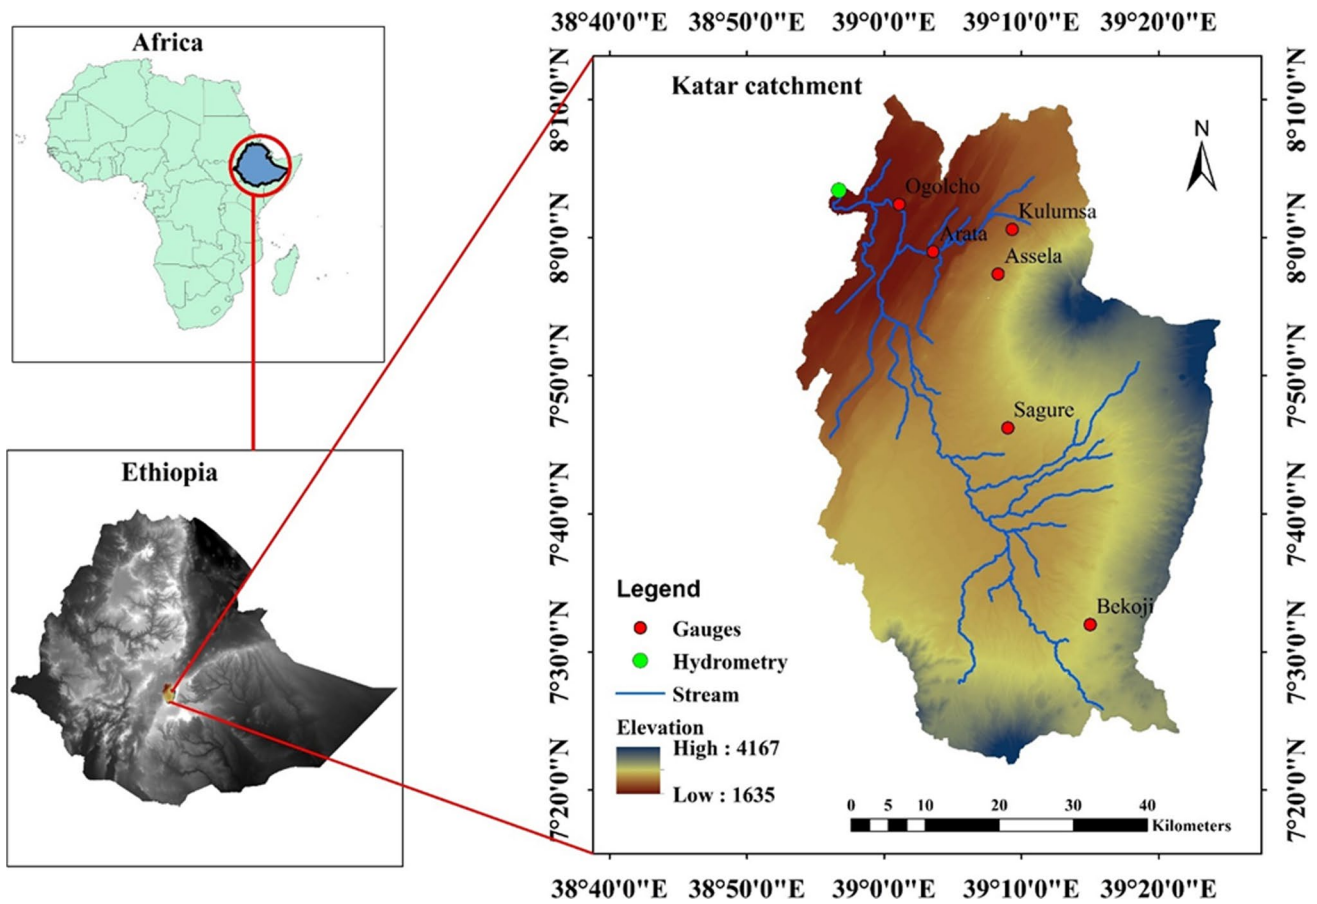 Africa
Ethiopia
38°40'0"E 38°50'0"E 39°0'0"E 39°10'0"E 39°20'0"E
8°10'0"N
8°0'0"N
7°50'0"N
7°40'0"N
7°30'0"N
7°20'0"N
Katar catchment
N
Ogolcho
Kulumsa
Arata
Assela
Sagure
Bekoji
Legend
Gauges
Hydrometry
Stream
Elevation
High : 4167
Low : 1635
0 5 10 20 30 40
Kilometers
8°10'0"N
8°0'0"N
7°50'0"N
7°40'0"N
7°30'0"N
7°20'0"N
38°40'0"E 38°50'0"E 39°0'0"E 39°10'0"E 39°20'0"E